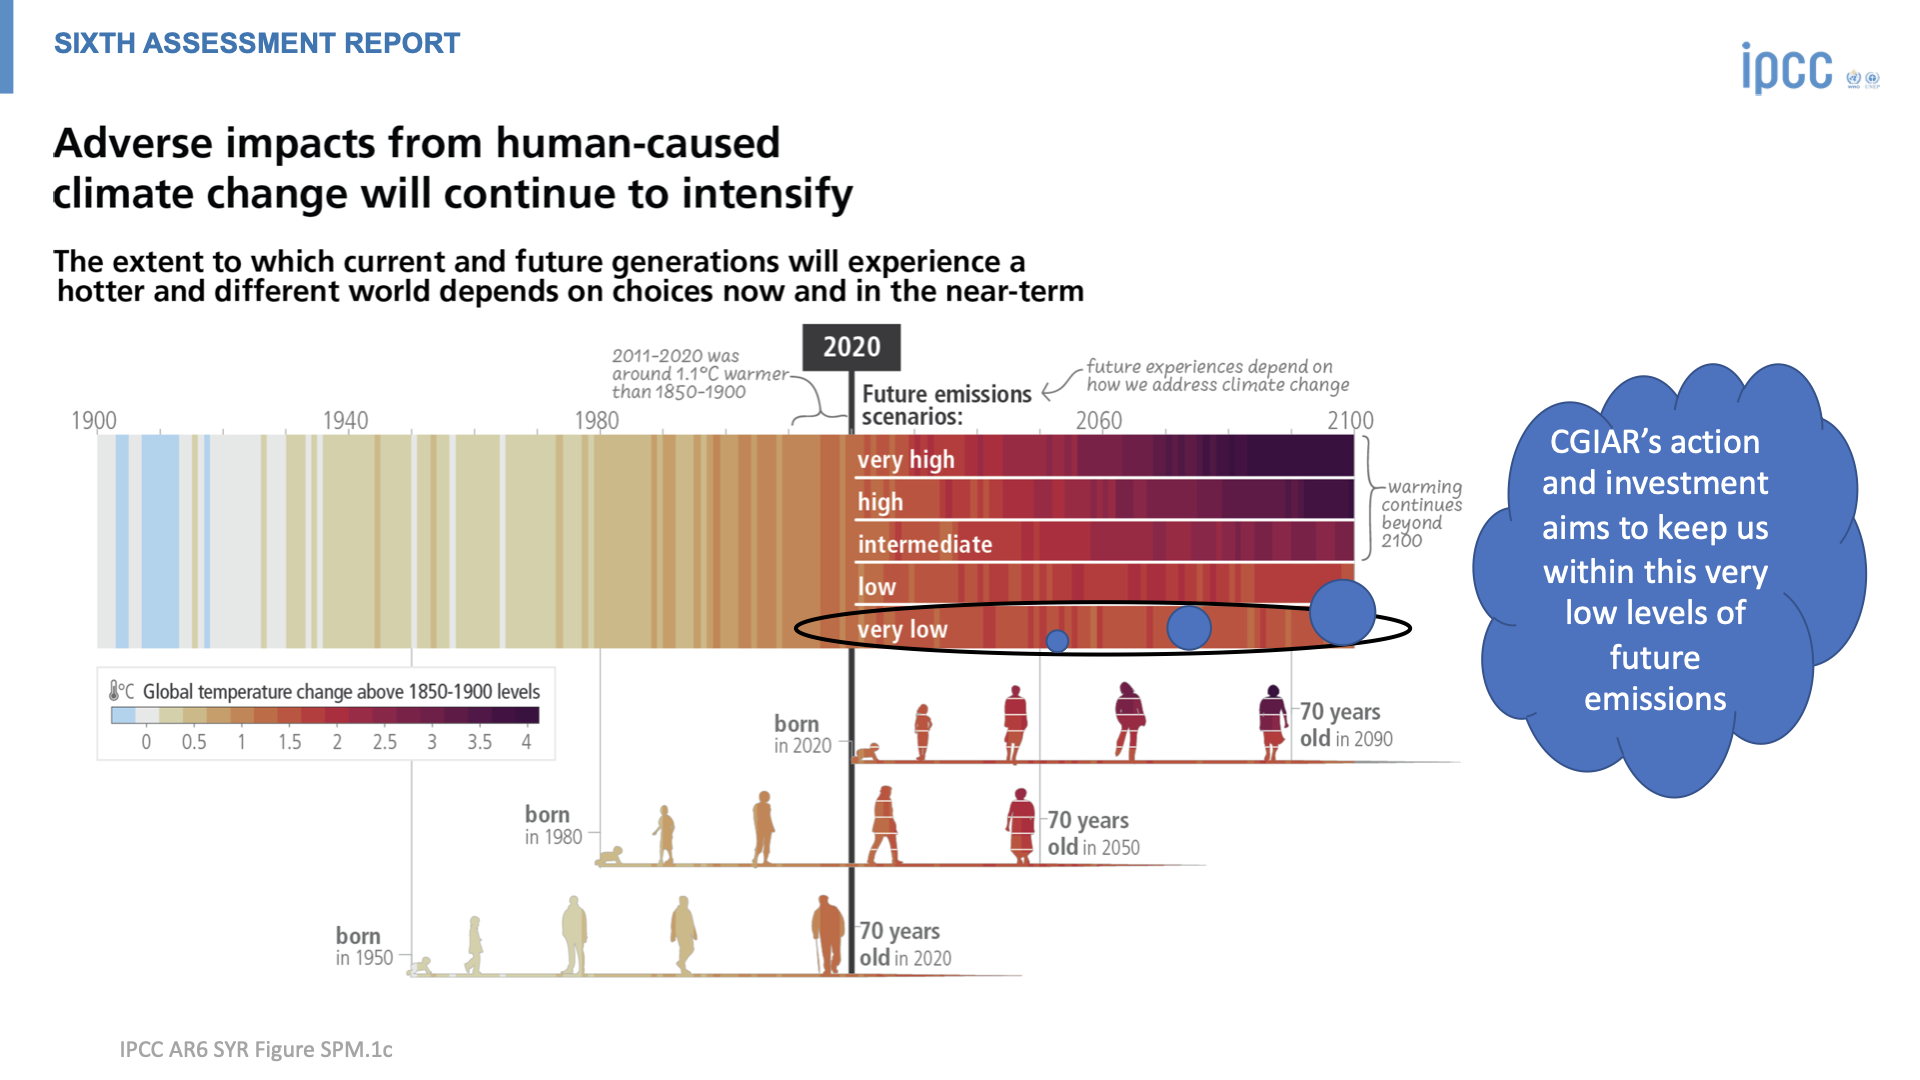 SIXTH ASSESSMENT REPORT
ipcc
WMO UNEP
Adverse impacts from human-caused
climate change will continue to intensify
The extent to which current and future generations will experience a
hotter and different world depends on choices now and in the near-term
2020
2011-2020 was
around 1.1°C warmer
than 1850-1900
future experiences depend on
how we address climate change
Future emissions
scenarios:
1900
1940
1980
2060
2100
very high
high
intermediate
low
very low
warming
continues
beyond
2100
CGIAR’s action
and investment
aims to keep us
within this very
low levels of
future
emissions
°C Global temperature change above 1850-1900 levels
0 0.5 1 1.5 2 2.5 3 3.5 4
born
in 2020
70 years
old in 2090
born
in 1980
70 years
old in 2050
born
in 1950
70 years
old in 2020
IPCC AR6 SYR Figure SPM.1c